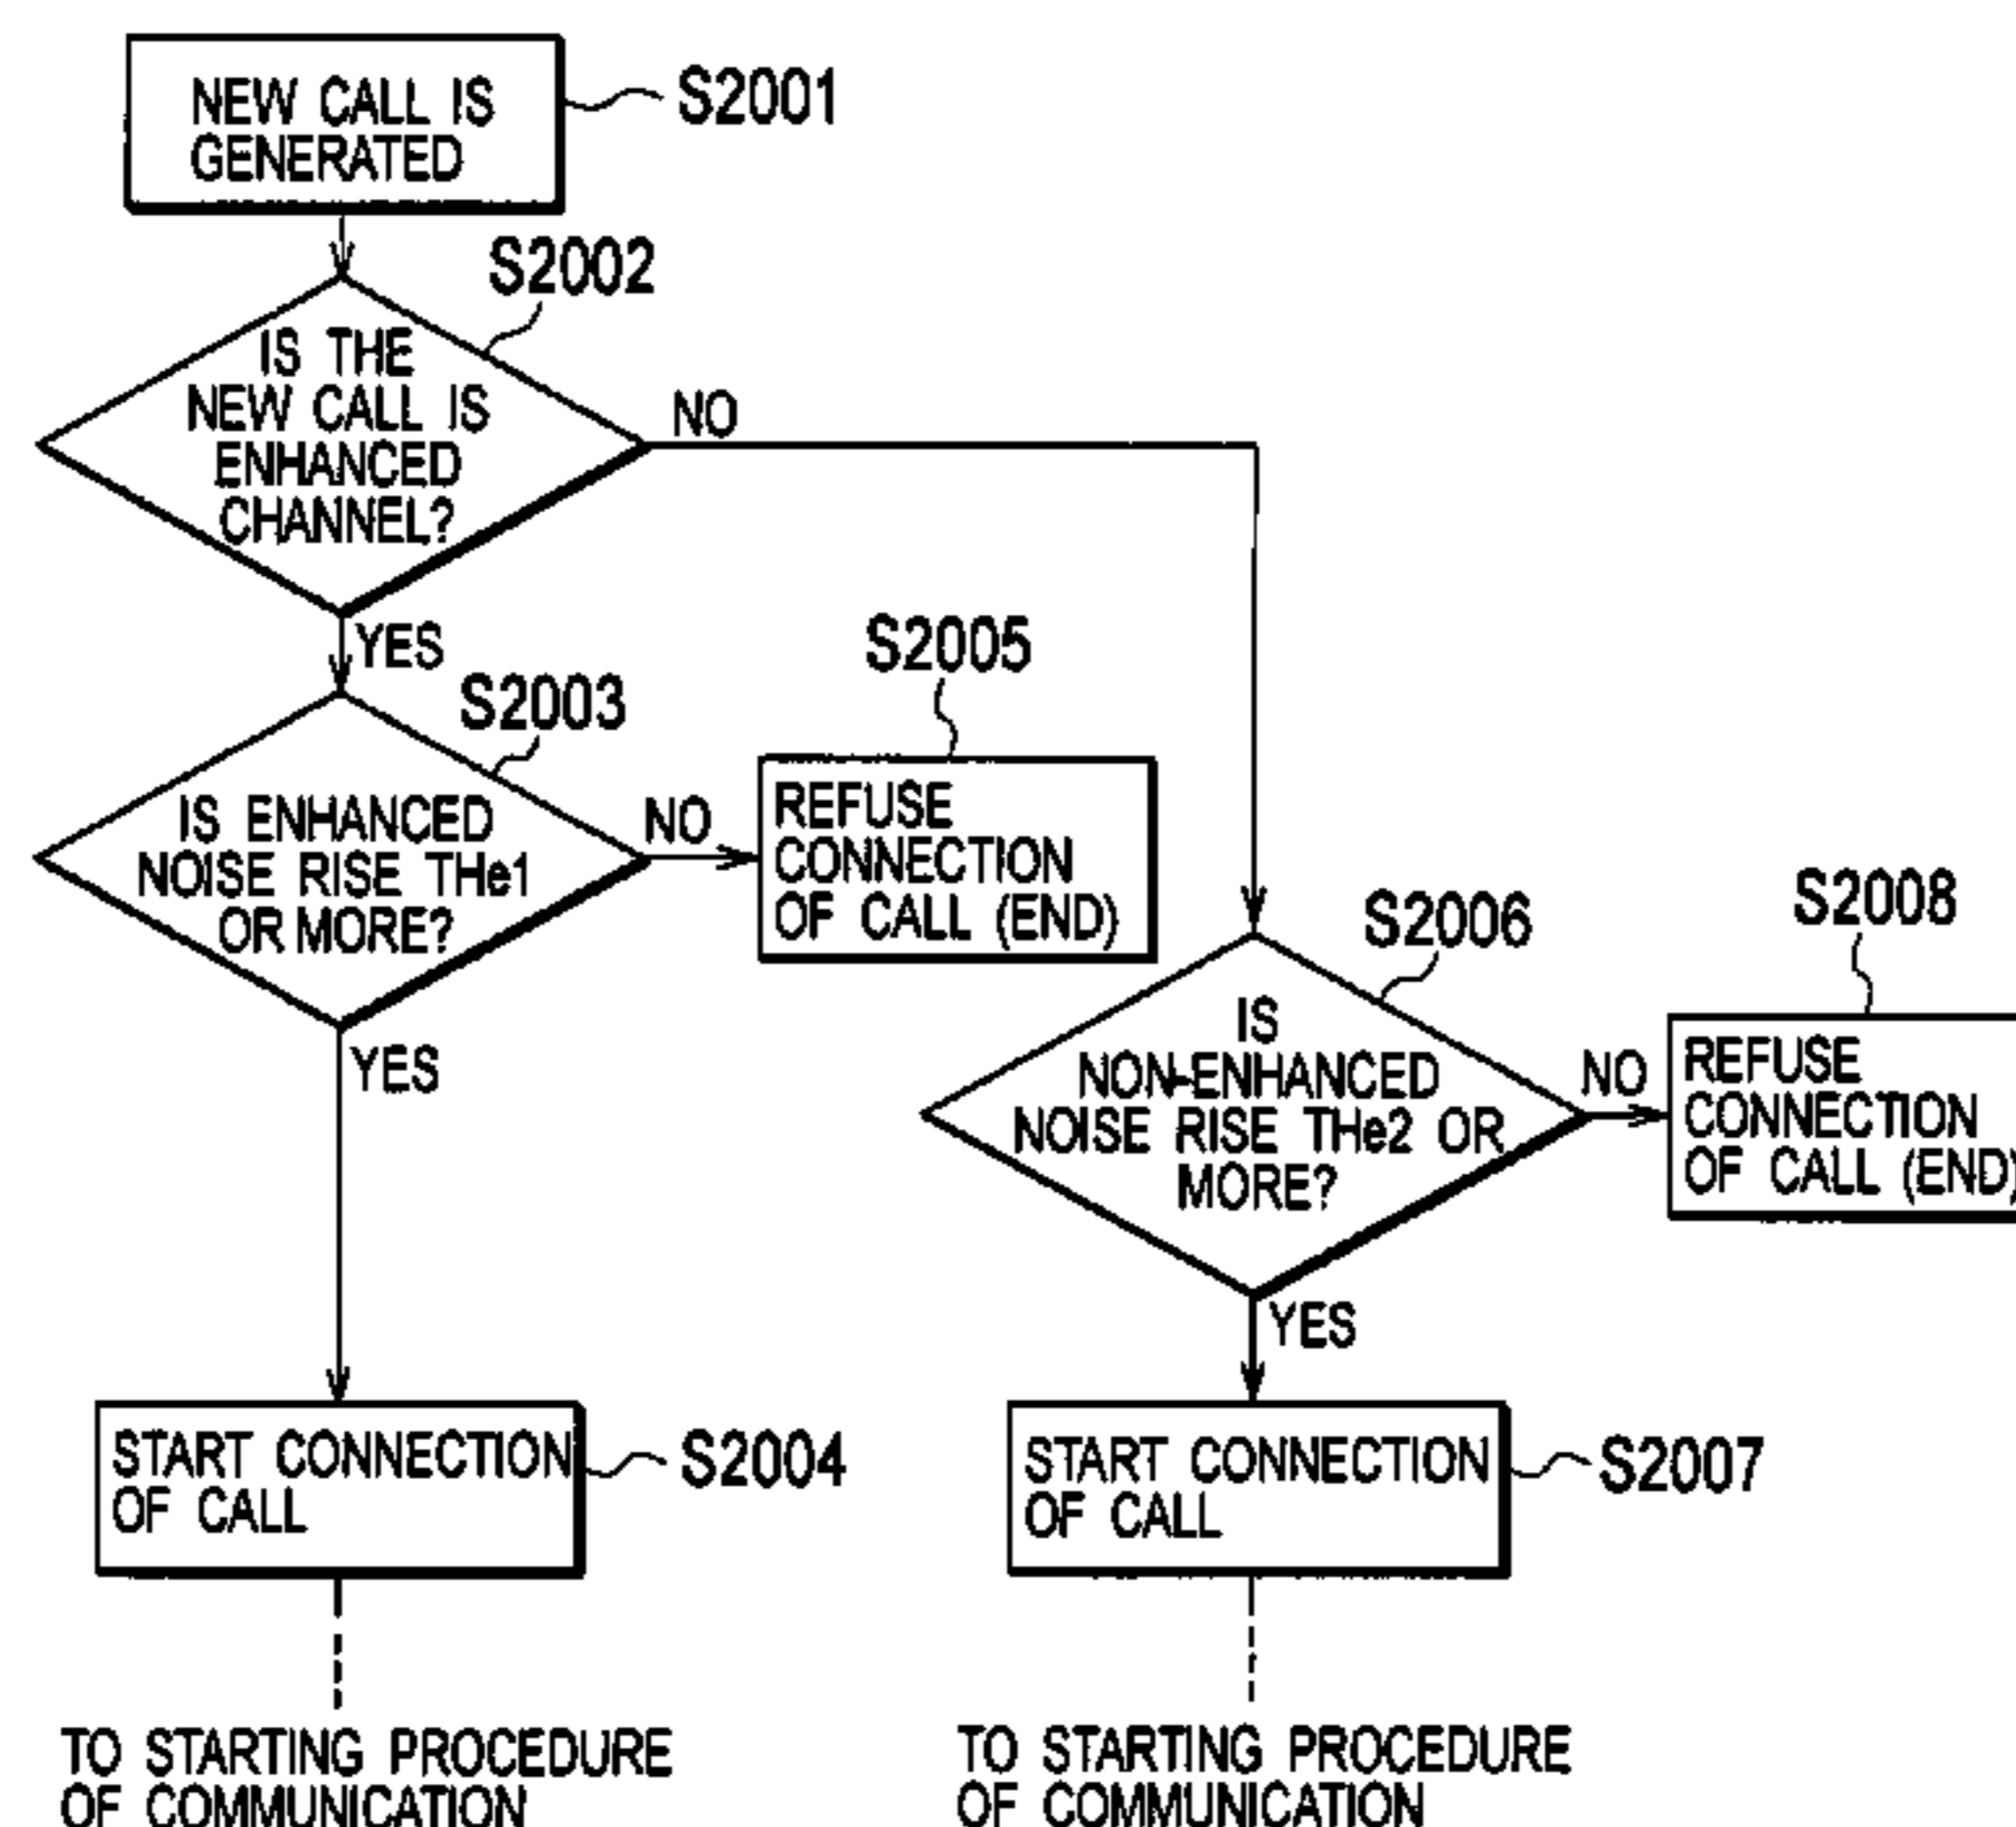 NEW CALL IS
GENERATED
S2001
S2002
IS THE
NEW CALL IS
ENHANCED
CHANNEL?
NO
YES
S2003
IS ENHANCED
NOISE RISE THe1
OR MORE?
NO
S2005
REFUSE
CONNECTION
OF CALL (END)
YES
S2006
IS
NON-ENHANCED
NOISE RISE THe2 OR
MORE?
NO
S2008
REFUSE
CONNECTION
OF CALL (END)
YES
START CONNECTION
OF CALL
S2004
START CONNECTION
OF CALL
S2007
TO STARTING PROCEDURE
OF COMMUNICATION
TO STARTING PROCEDURE
OF COMMUNICATION